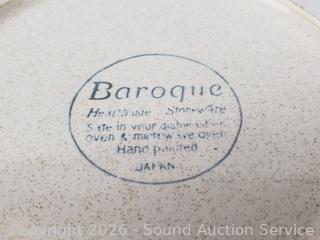 Baroque
Hearthside Stoneware
Safe in your dishwasher,
oven & microwave oven
Hand painted
JAPAN
Copyright 2026 - Sound Auction Service